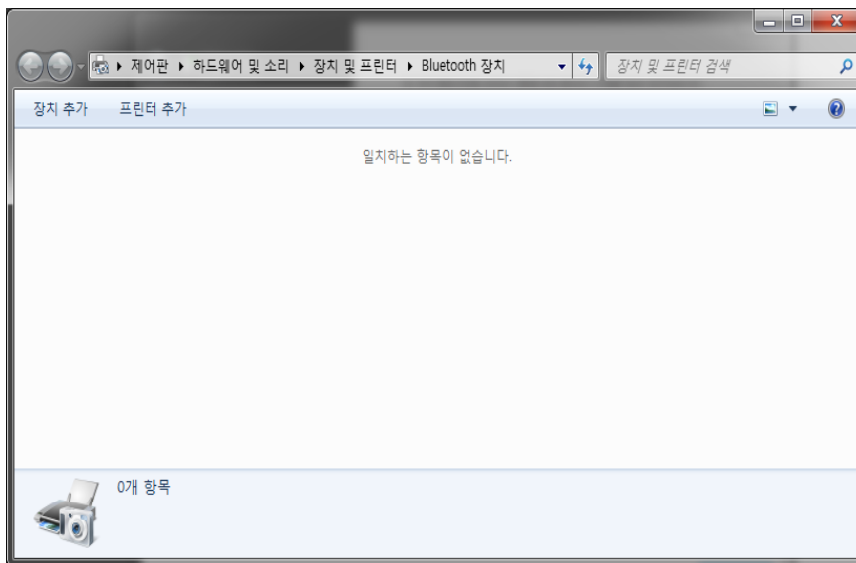 제어판 ▸ 하드웨어 및 소리 ▸ 장치 및 프린터 ▸ Bluetooth 장치
장치 및 프린터 검색
장치 추가 프린터 추가
일치하는 항목이 없습니다.
0개 항목